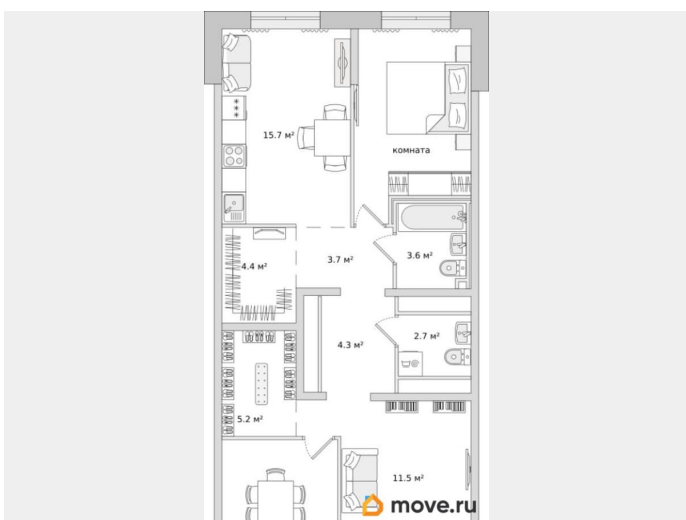 15.7 м²
комната
4.4 м²
3.7 м²
3.6 м²
4.3 м²
2.7 м²
5.2 м²
11.5 м²
move.ru